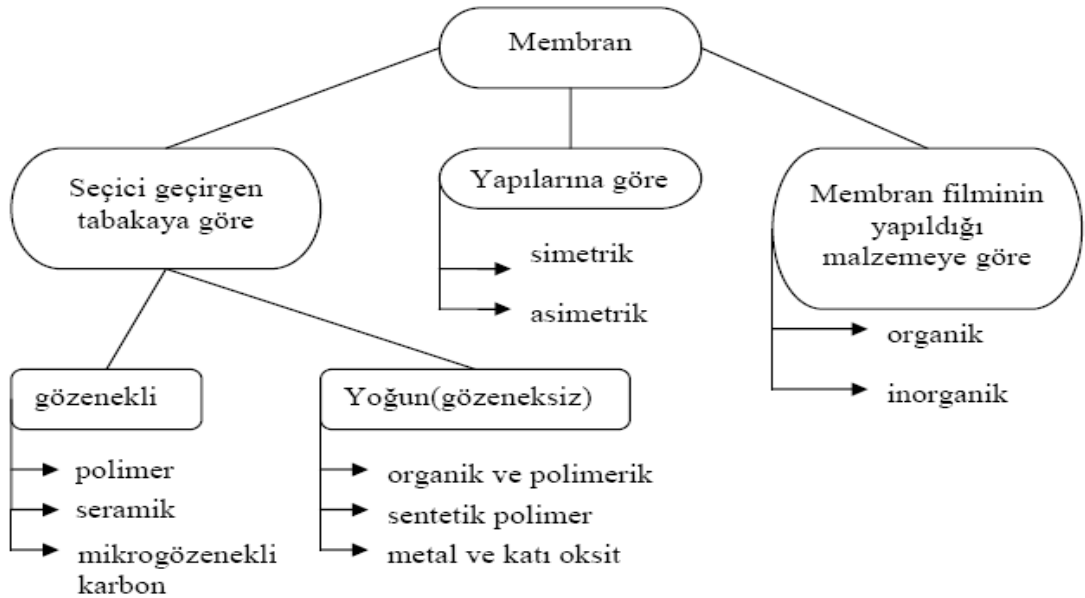 Membran
Seçici geçirgen
tabakaya göre
Yapılarına göre
simetrik
asimetrik
Membran filminin
yapıldığı
malzemeye göre
organik
inorganik
gözenekli
polimer
seramik
mikrogözenekli
karbon
Yoğun(gözeneksiz)
organik ve polimerik
sentetik polimer
metal ve katı oksit